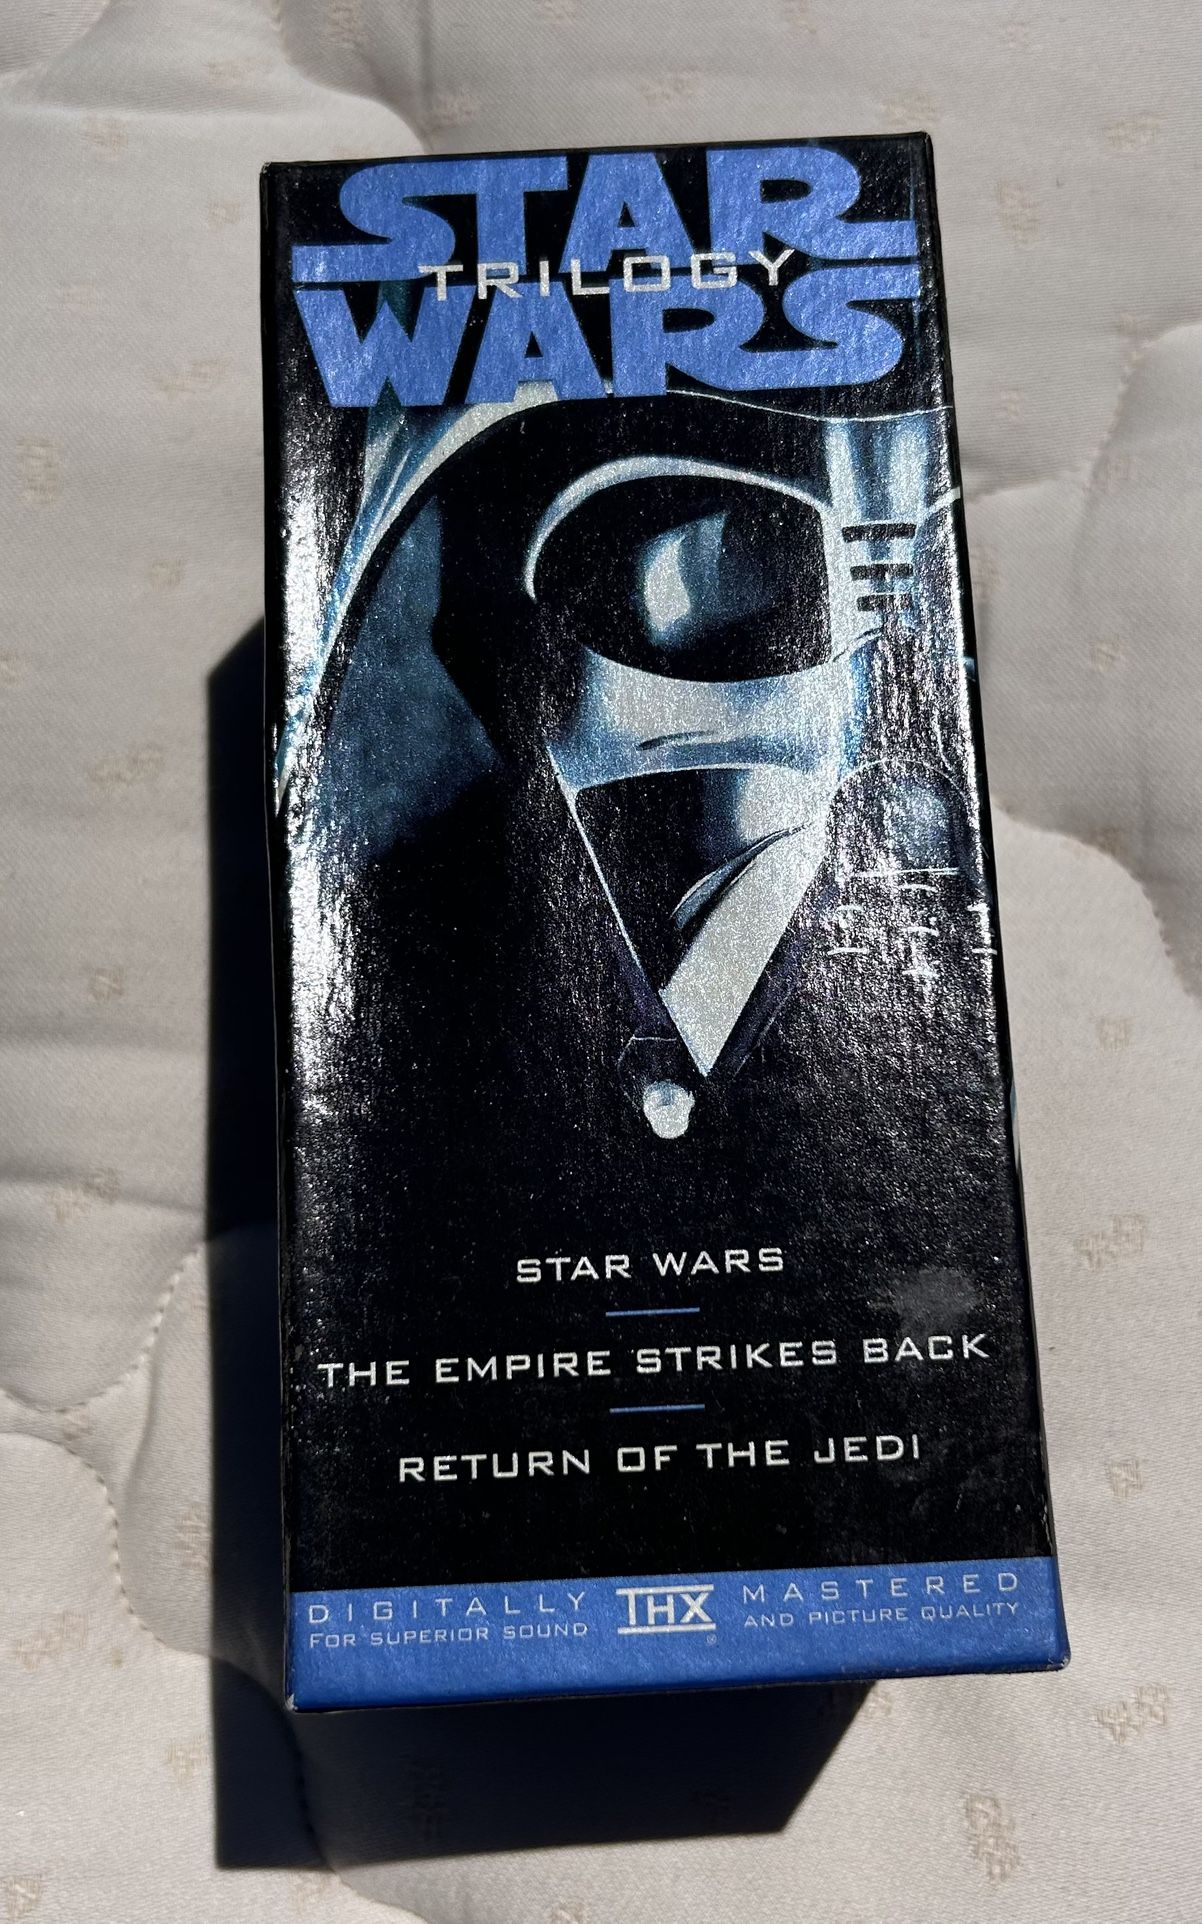 STAR
TRILOGY
WARS
STAR WARS
THE EMPIRE STRIKES BACK
RETURN OF THE JEDI
DIGITALLY THX MASTERED
FOR SUPERIOR SOUND ® AND PICTURE QUALITY